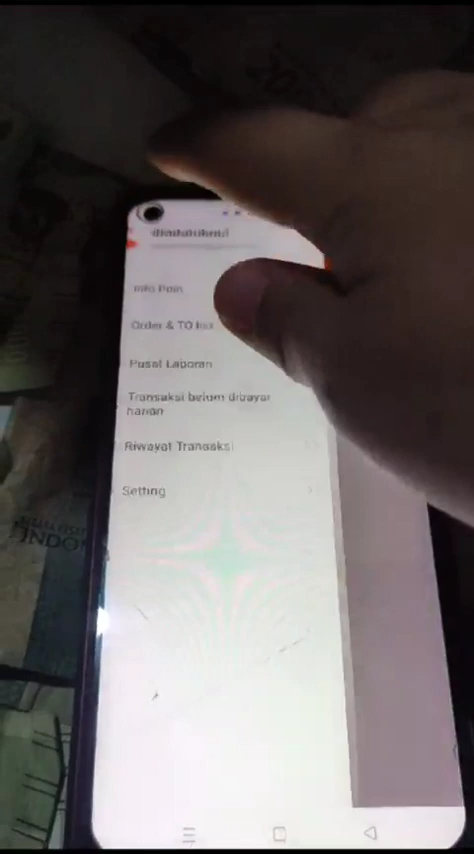 Info Poin
Order & TO list
Pusat Laporan
Transaksi belum dibayar
harian
Riwayat Transaksi
Setting